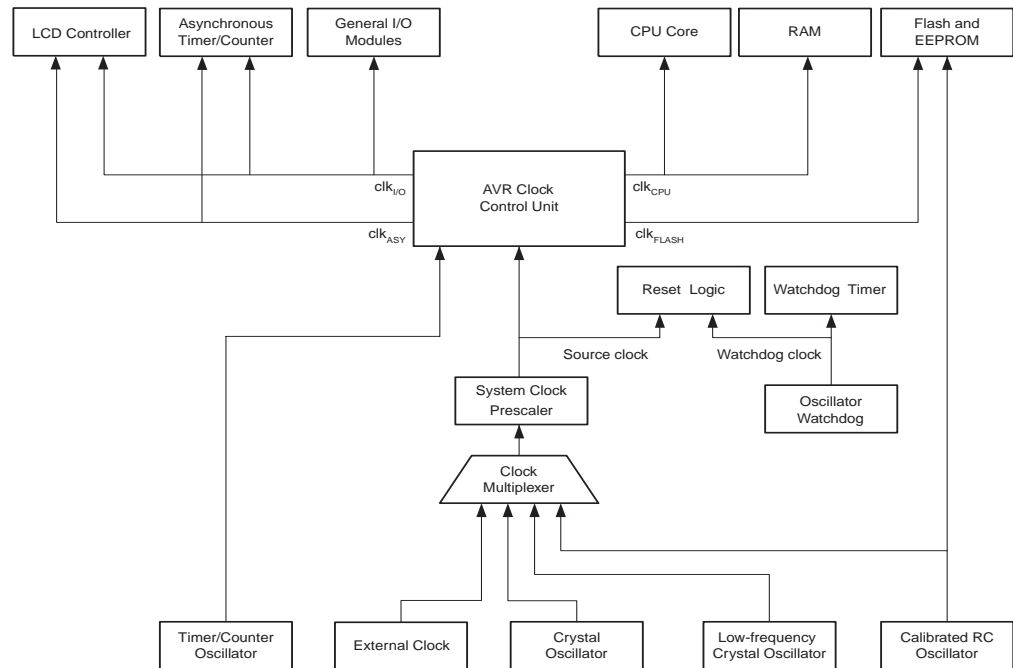 LCD Controller
Asynchronous
Timer/Counter
General I/O
Modules
CPU Core
RAM
Flash and
EEPROM
clkI/O
AVR Clock
Control Unit
clkCPU
clkASY
clkFLASH
Reset Logic
Watchdog Timer
Source clock
Watchdog clock
System Clock
Prescaler
Oscillator
Watchdog
Clock
Multiplexer
Timer/Counter
Oscillator
External Clock
Crystal
Oscillator
Low-frequency
Crystal Oscillator
Calibrated RC
Oscillator